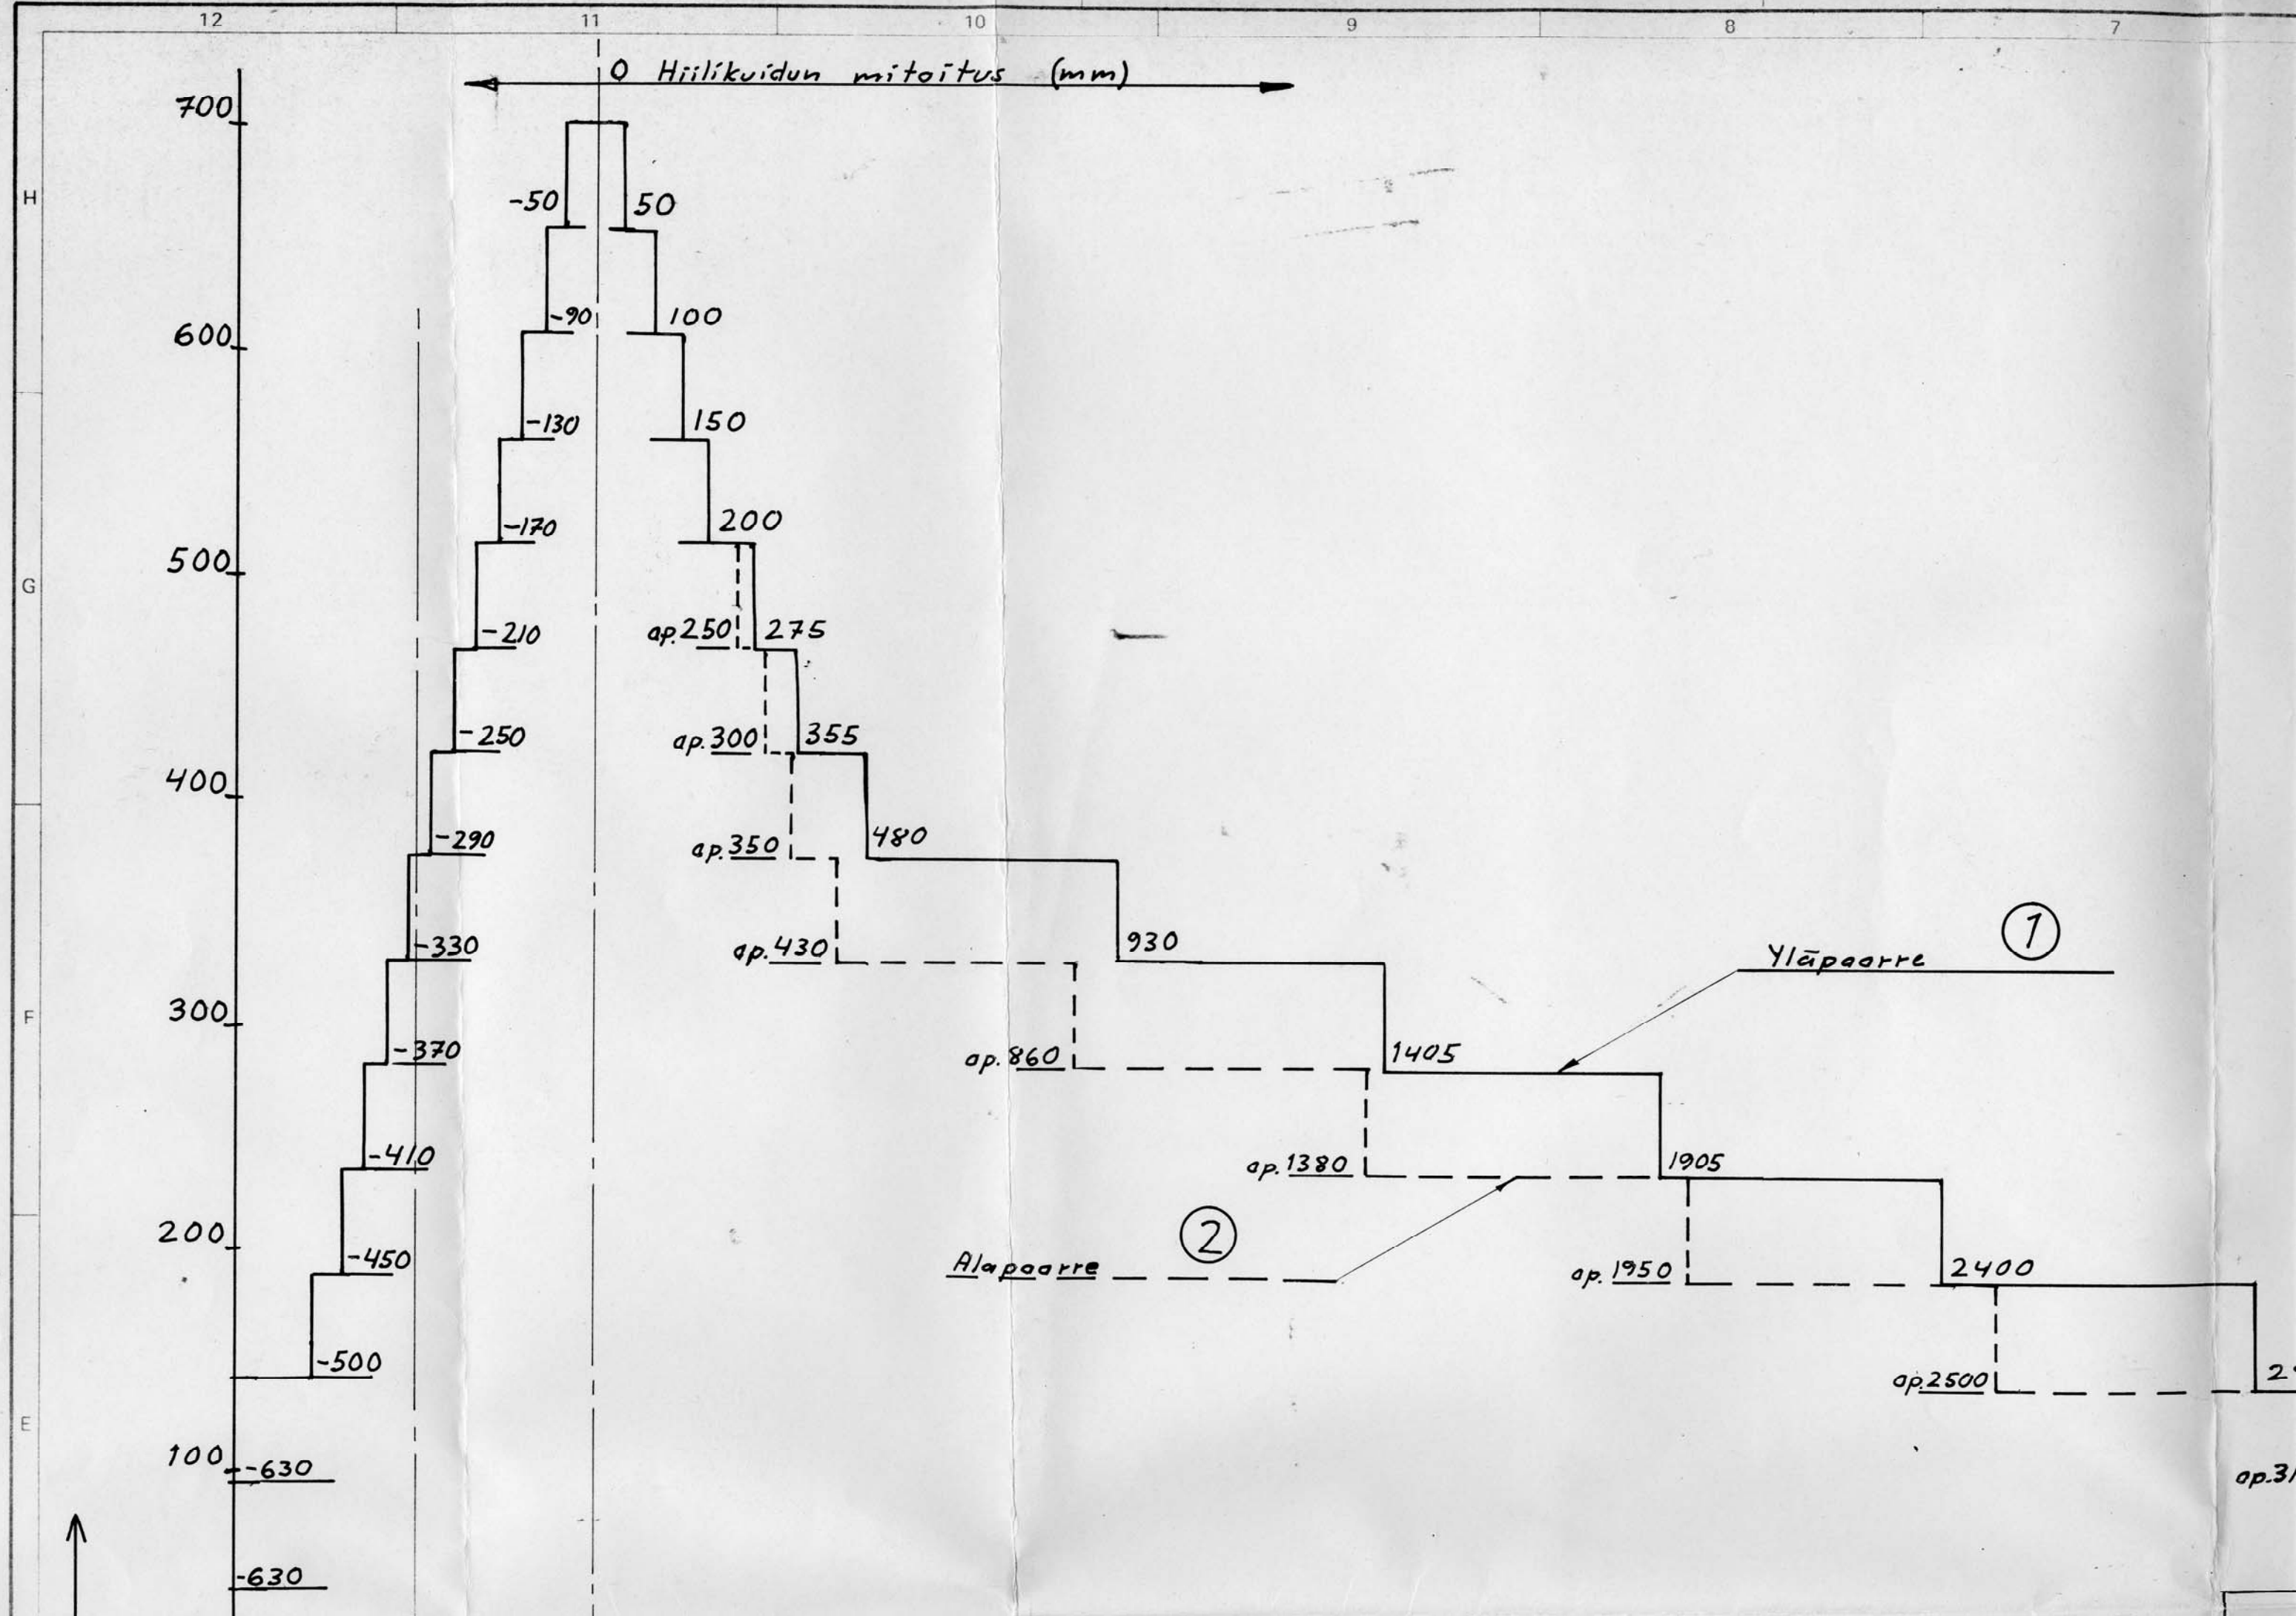 12 11 10 9 8 7
0 Hiilikuidun mitoitus (mm)
700
H
-50 50
-90 100
600
-130 150
-170 200
500
G
-210 ap.250 275
-250 ap.300 355
400
-290 ap.350 480
-330 ap.430 930
Yläpaarre 1
300
F
-370 ap.860 1405
-410 ap.1380 1905
200
2
-450 Alapaarre ap.1950 2400
-500 ap.2500
E
100 -630
-630